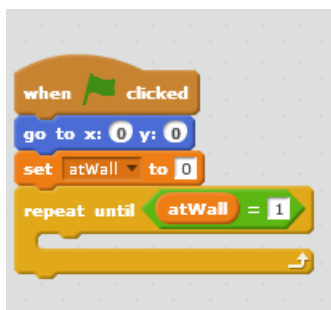 when clicked
go to x: 0 y: 0
set atWall to 0
repeat until atWall = 1